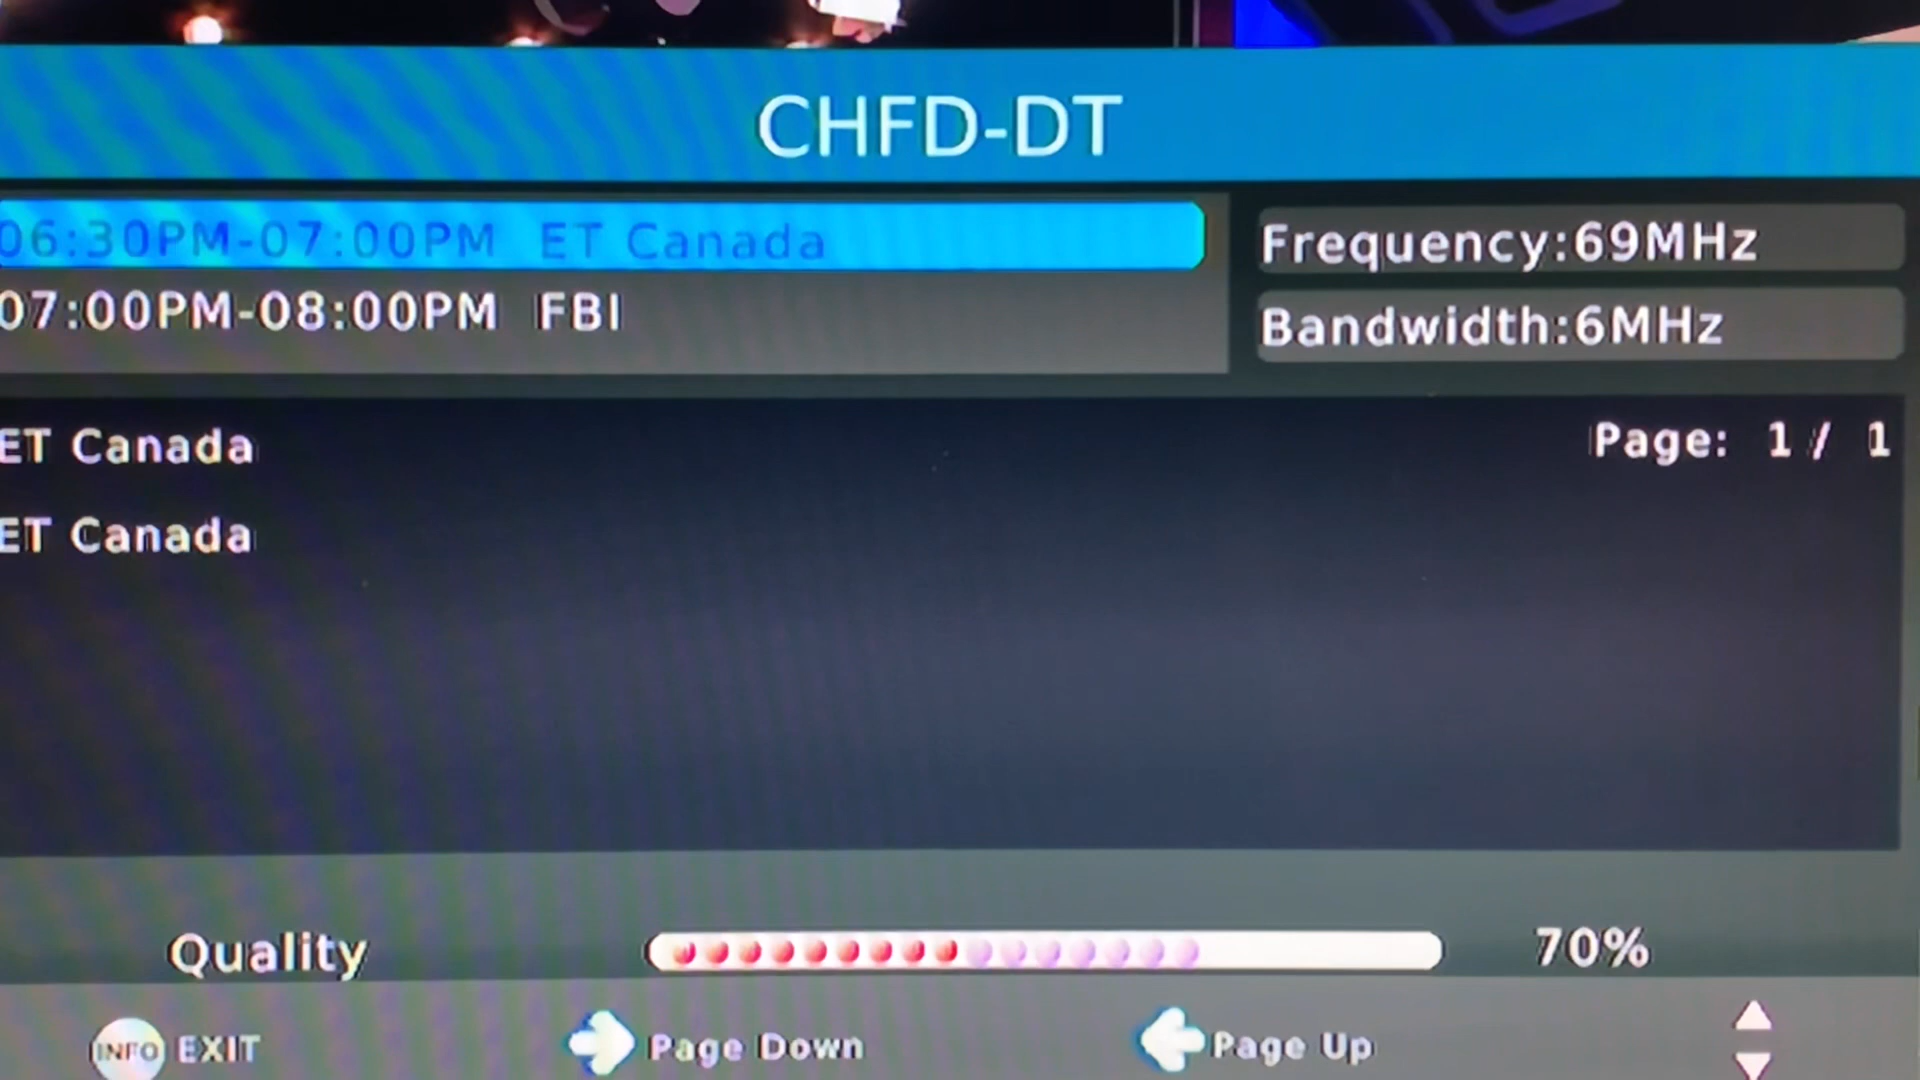 CHFD-DT
06:30PM-07:00PM ET Canada
07:00PM-08:00PM FBI
Frequency:69MHz
Bandwidth:6MHz
ET Canada
Page: 1/ 1
ET Canada
Quality
70%
INFO EXIT
Page Down
Page Up